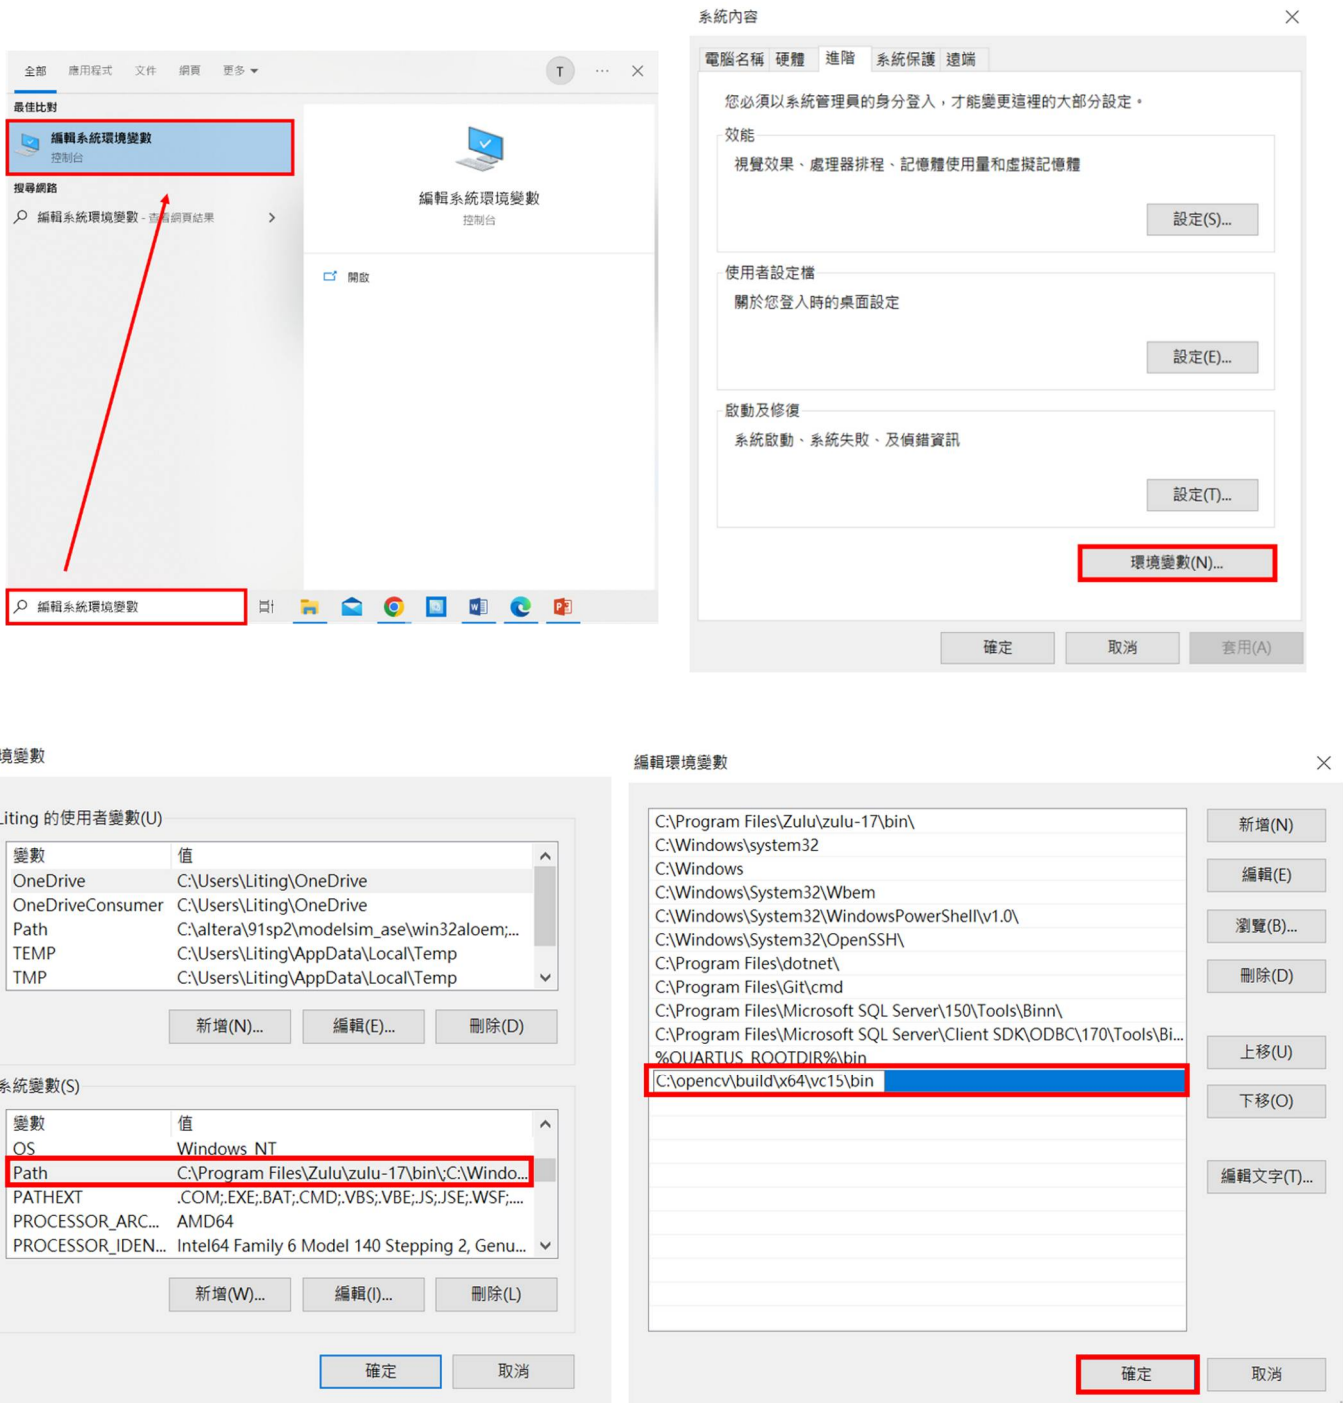 全部 應用程式 文件 網頁 更多
T
最佳比對
編輯系統環境變數
控制台
搜尋網路
編輯系統環境變數 - 查看網頁結果
編輯系統環境變數
控制台
開啟
編輯系統環境變數
系統內容
電腦名稱 硬體 進階 系統保護 遠端
您必須以系統管理員的身分登入，才能變更這裡的大部分設定。
效能
視覺效果、處理器排程、記憶體使用量和虛擬記憶體
設定(S)...
使用者設定檔
關於您登入時的桌面設定
設定(E)...
啟動及修復
系統啟動、系統失敗、及偵錯資訊
設定(T)...
環境變數(N)...
確定 取消 套用(A)
境變數
Liting 的使用者變數(U)
變數 值
OneDrive C:\Users\Liting\OneDrive
OneDriveConsumer C:\Users\Liting\OneDrive
Path C:\altera\91sp2\modelsim_ase\win32aloem;...
TEMP C:\Users\Liting\AppData\Local\Temp
TMP C:\Users\Liting\AppData\Local\Temp
新增(N)... 編輯(E)... 刪除(D)
系統變數(S)
變數 值
OS Windows_NT
Path C:\Program Files\Zulu\zulu-17\bin\;C:\Windo...
PATHEXT .COM;.EXE;.BAT;.CMD;.VBS;.VBE;.JS;.JSE;.WSF;....
PROCESSOR_ARC... AMD64
PROCESSOR_IDEN... Intel64 Family 6 Model 140 Stepping 2, Genu...
新增(W)... 編輯(I)... 刪除(L)
確定 取消
編輯環境變數
C:\Program Files\Zulu\zulu-17\bin\
C:\Windows\system32
C:\Windows
C:\Windows\System32\Wbem
C:\Windows\System32\WindowsPowerShell\v1.0\
C:\Windows\System32\OpenSSH\
C:\Program Files\dotnet\
C:\Program Files\Git\cmd
C:\Program Files\Microsoft SQL Server\150\Tools\Binn\
C:\Program Files\Microsoft SQL Server\Client SDK\ODBC\170\Tools\Bi...
%QUARTUS_ROOTDIR%\bin
C:\opencv\build\x64\vc15\bin
新增(N)
編輯(E)
瀏覽(B)...
刪除(D)
上移(U)
下移(O)
編輯文字(T)...
確定 取消